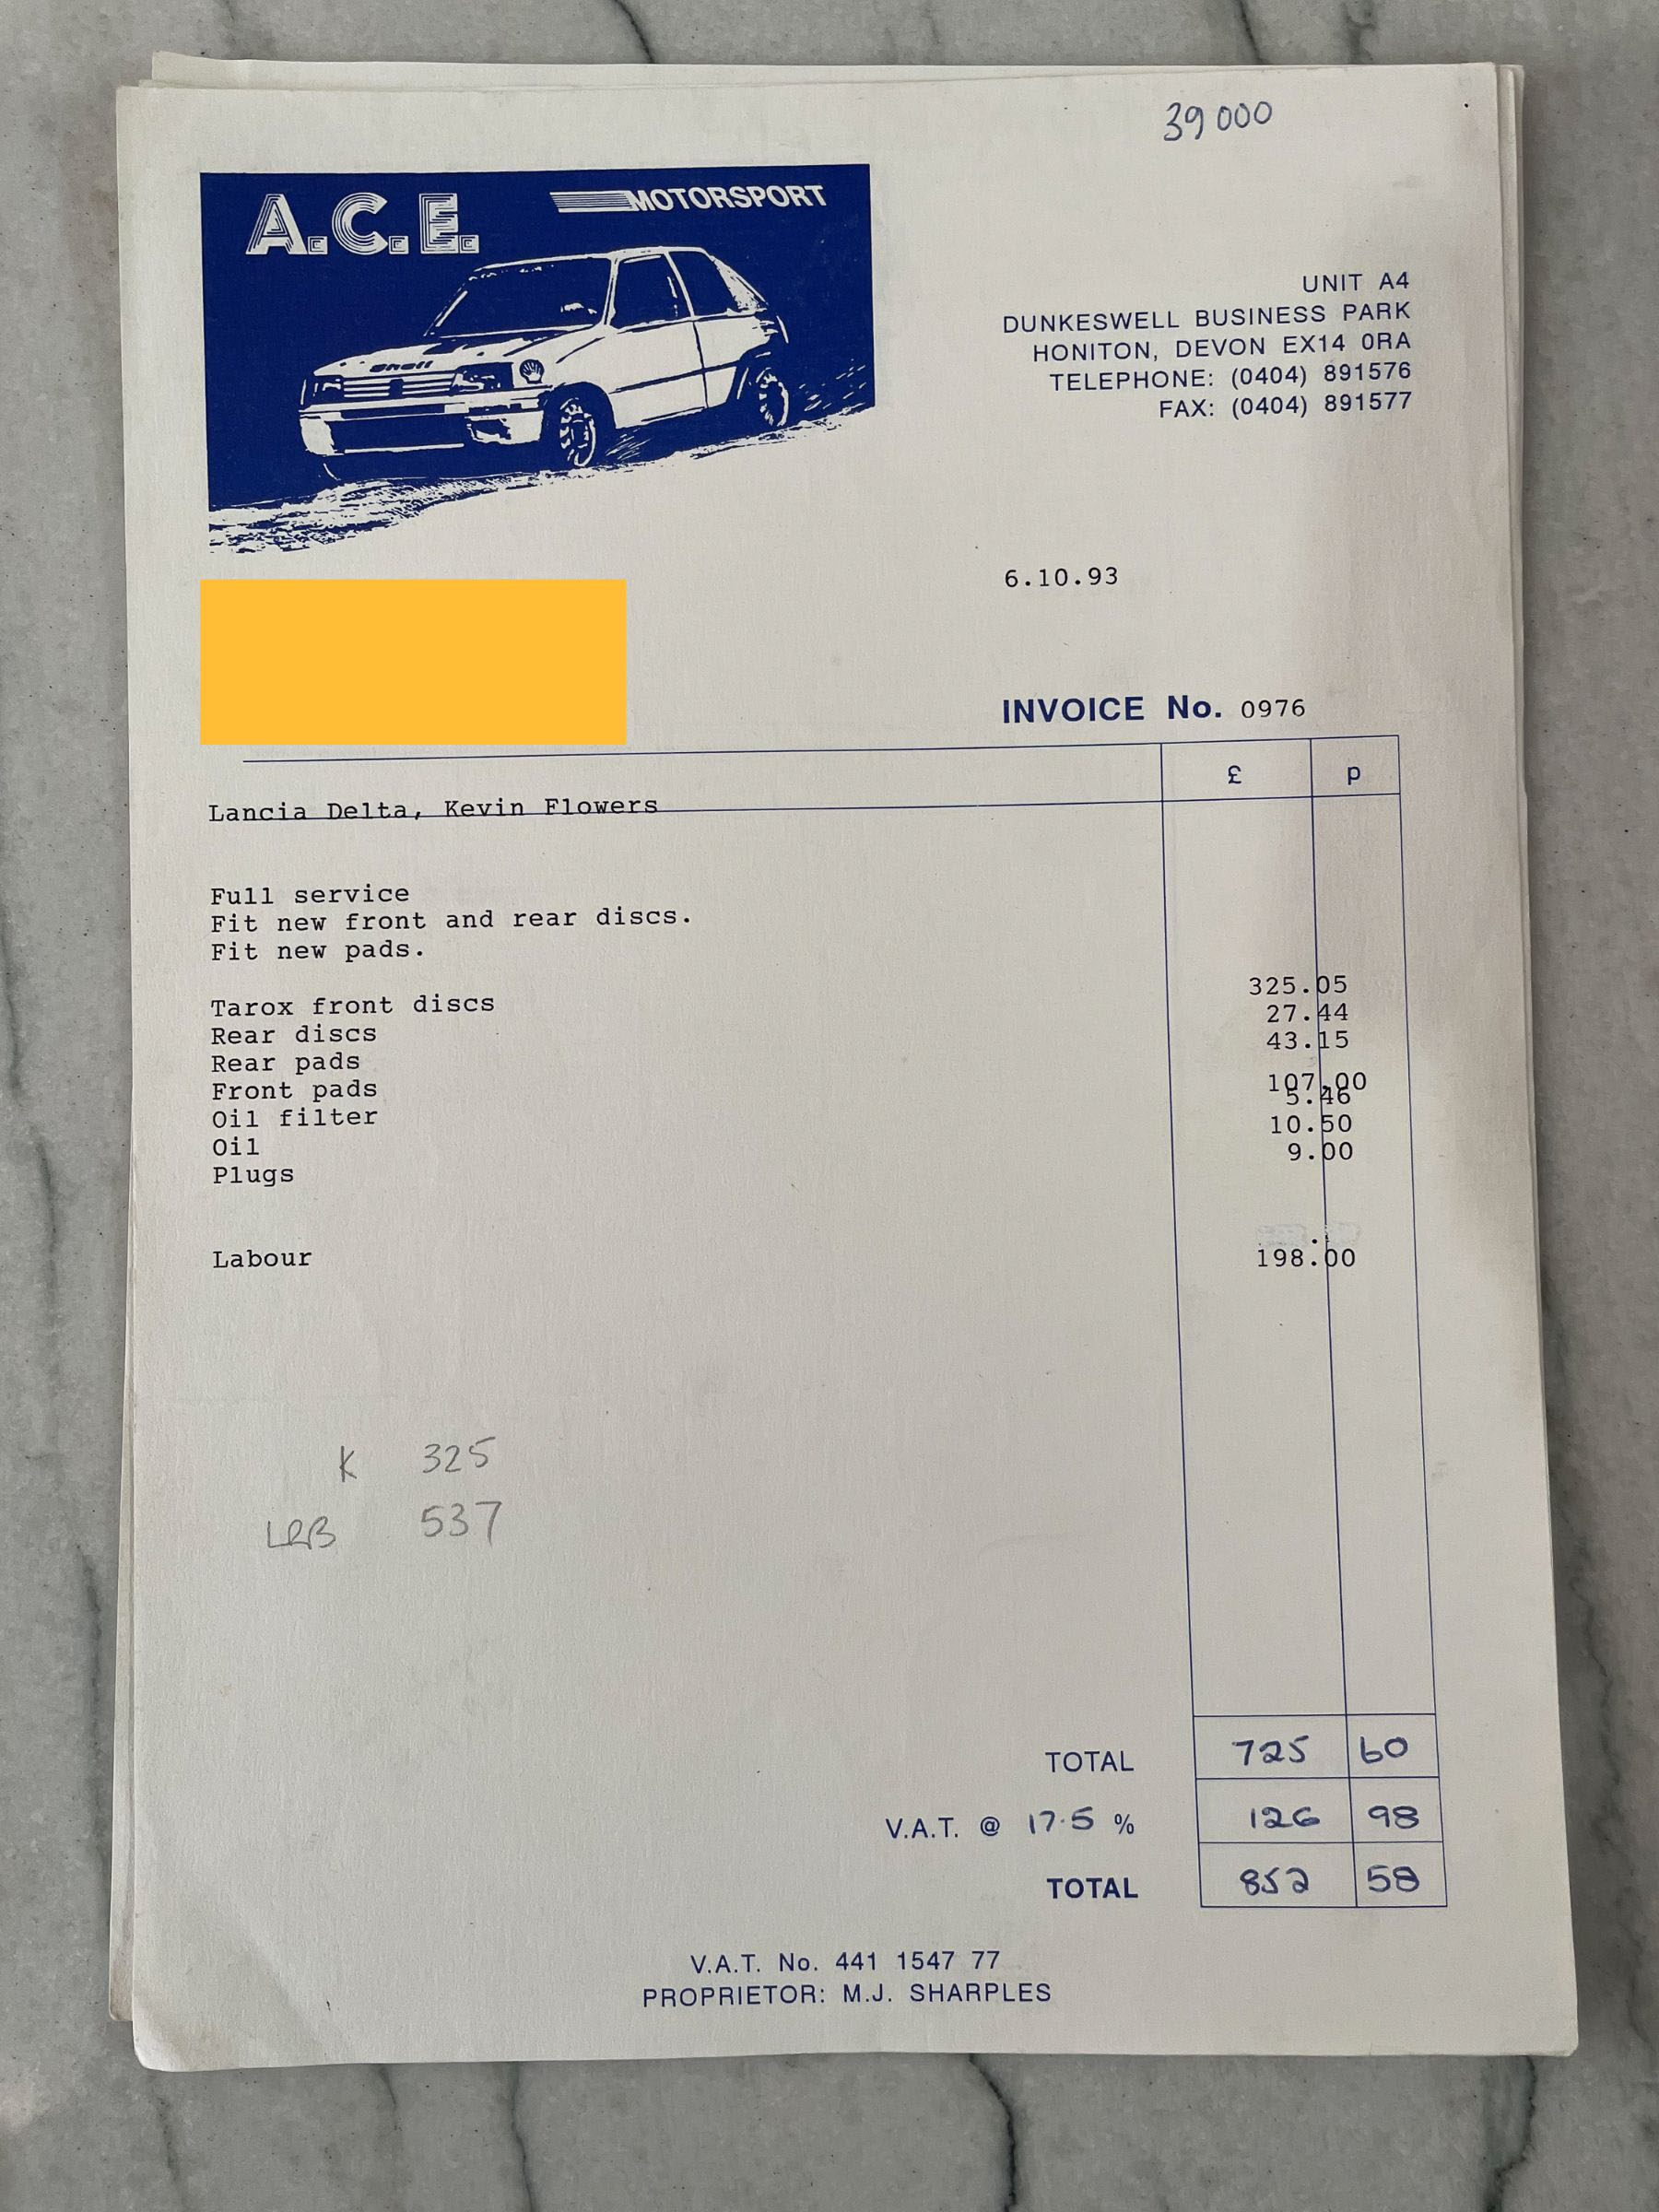 39 000
A.C.E. MOTORSPORT
Shell
UNIT A4
DUNKESWELL BUSINESS PARK
HONITON, DEVON EX14 0RA
TELEPHONE: (0404) 891576
FAX: (0404) 891577
6.10.93
INVOICE No. 0976
£ p
Lancia Delta, Kevin Flowers
Full service
Fit new front and rear discs.
Fit new pads.
Tarox front discs 325.05
Rear discs 27.44
Rear pads 43.15
Front pads 107.00
Oil filter 5.46
Oil 10.50
Plugs 9.00
Labour 198.00
K 325
537
TOTAL 725 60
V.A.T. @ 17.5 % 126 98
TOTAL 852 58
V.A.T. No. 441 1547 77
PROPRIETOR: M.J. SHARPLES